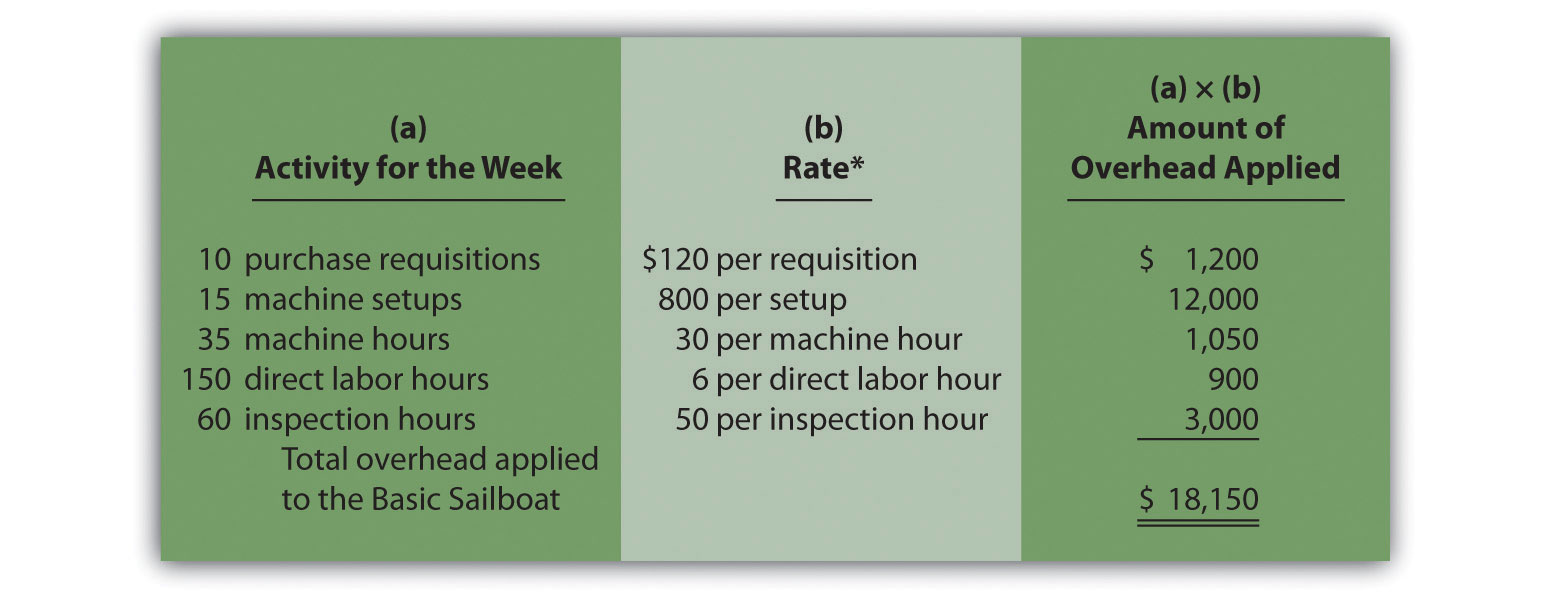 (a) × (b)
(a) (b) Amount of
Activity for the Week Rate* Overhead Applied
10 purchase requisitions $120 per requisition $ 1,200
15 machine setups 800 per setup 12,000
35 machine hours 30 per machine hour 1,050
150 direct labor hours 6 per direct labor hour 900
60 inspection hours 50 per inspection hour 3,000
Total overhead applied
to the Basic Sailboat $ 18,150